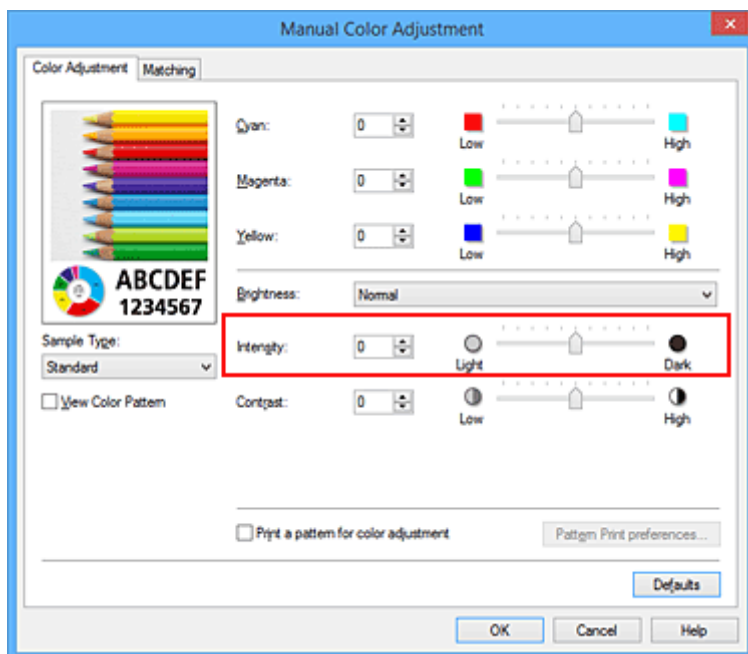 Manual Color Adjustment
Color Adjustment Matching
Cyan: 0 Low High
Magenta: 0 Low High
Yellow: 0 Low High
ABCDEF
1234567
Brightness: Normal
Sample Type:
Standard
Intensity: 0 Light Dark
View Color Pattern
Contrast: 0 Low High
Print a pattern for color adjustment Pattern Print preferences...
Defaults
OK Cancel Help